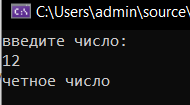 C:\Users\admin\source\
введите число:
12
четное число